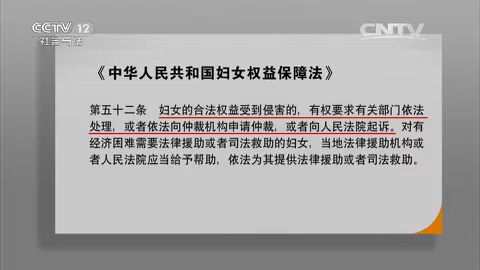 CCTV 12
社会与法
CNTV
《中华人民共和国妇女权益保障法》
第五十二条 妇女的合法权益受到侵害的，有权要求有关部门依法
处理，或者依法向仲裁机构申请仲裁，或者向人民法院起诉。对有
经济困难需要法律援助或者司法救助的妇女，当地法律援助机构或
者人民法院应当给予帮助，依法为其提供法律援助或者司法救助。